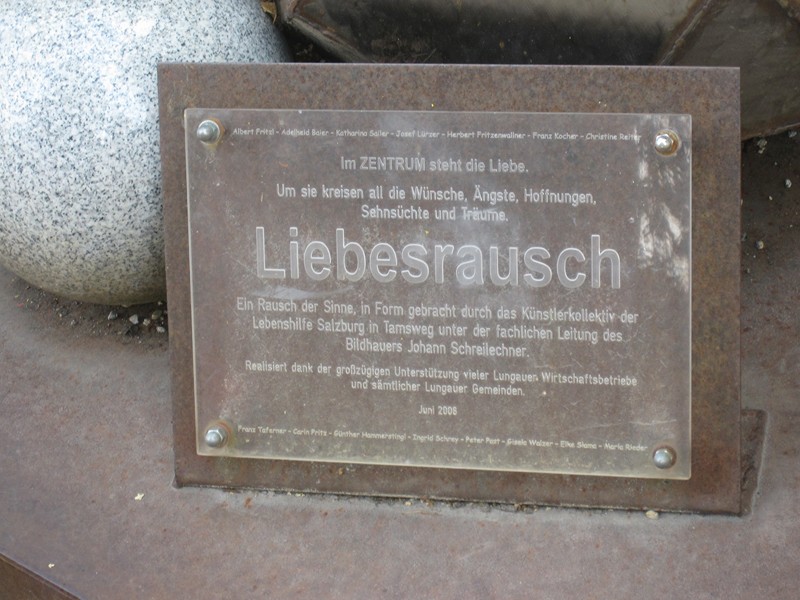 Albert Fritzl - Adelheid Baier - Katharina Sailer - Josef Lürzer - Herbert Fritzenwallner - Franz Kocher - Christine Reiter
Im ZENTRUM steht die Liebe.
Um sie kreisen all die Wünsche, Ängste, Hoffnungen,
Sehnsüchte und Träume.
Liebesrausch
Ein Rausch der Sinne, in Form gebracht durch das Künstlerkollektiv der
Lebenshilfe Salzburg in Tamsweg unter der fachlichen Leitung des
Bildhauers Johann Schreilechner.
Realisiert dank der großzügigen Unterstützung vieler Lungauer Wirtschaftsbetriebe
und sämtlicher Lungauer Gemeinden.
Juni 2006
Franz Taferner - Carin Pritz - Günther Hammerstingl - Ingrid Schrey - Peter Past - Gisela Walzer - Elke Slama - Maria Rieder